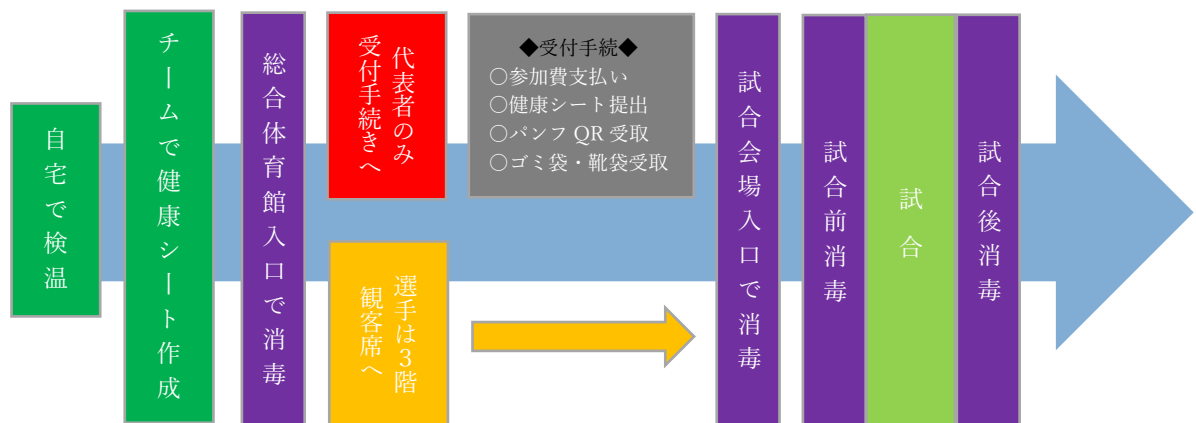 自宅で検温
チームで健康シート作成
総合体育館入口で消毒
代表者のみ
受付手続きへ
選手は３階
観客席へ
◆受付手続◆
○参加費支払い
○健康シート提出
○パンフ QR 受取
○ゴミ袋・靴袋受取
試合会場入口で消毒
試合前消毒
試合
試合後消毒